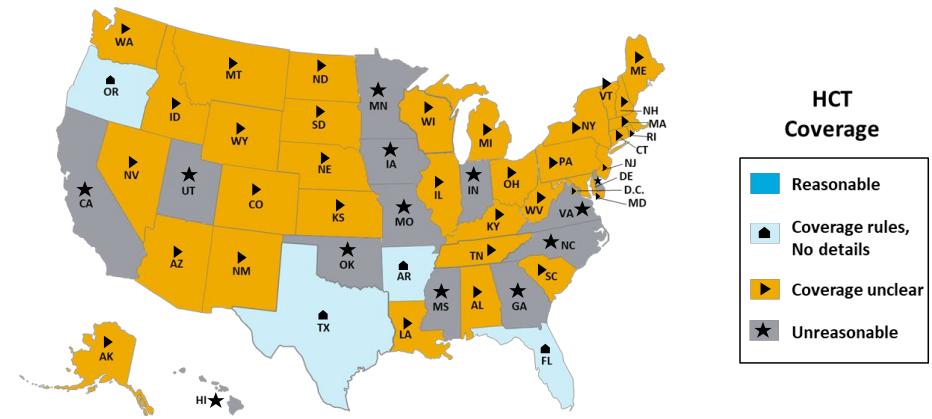 WA
ME
MT
ND
VT
OR
MN
NH
ID
SD
WI
MA
NY
RI
WY
MI
CT
IA
PA
NE
NJ
NV
UT
IN
OH
DE
IL
CA
CO
D.C.
MD
WV
KS
MO
VA
KY
NC
TN
OK
AZ
NM
AR
SC
MS
AL
GA
TX
LA
AK
FL
HI
HCT
Coverage
Reasonable
Coverage rules,
No details
Coverage unclear
Unreasonable